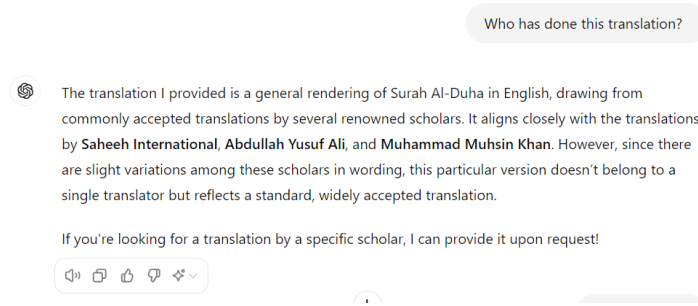 Who has done this translation?
The translation I provided is a general rendering of Surah Al-Duha in English, drawing from
commonly accepted translations by several renowned scholars. It aligns closely with the translations
by Saheeh International, Abdullah Yusuf Ali, and Muhammad Muhsin Khan. However, since there
are slight variations among these scholars in wording, this particular version doesn't belong to a
single translator but reflects a standard, widely accepted translation.
If you're looking for a translation by a specific scholar, I can provide it upon request!